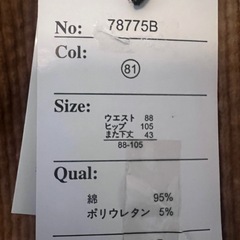 No: 78775B
Col:
81
Size:
ウエスト 88
ヒップ 105
また下丈 43
88-105
Qual:
綿 95%
ポリウレタン 5%